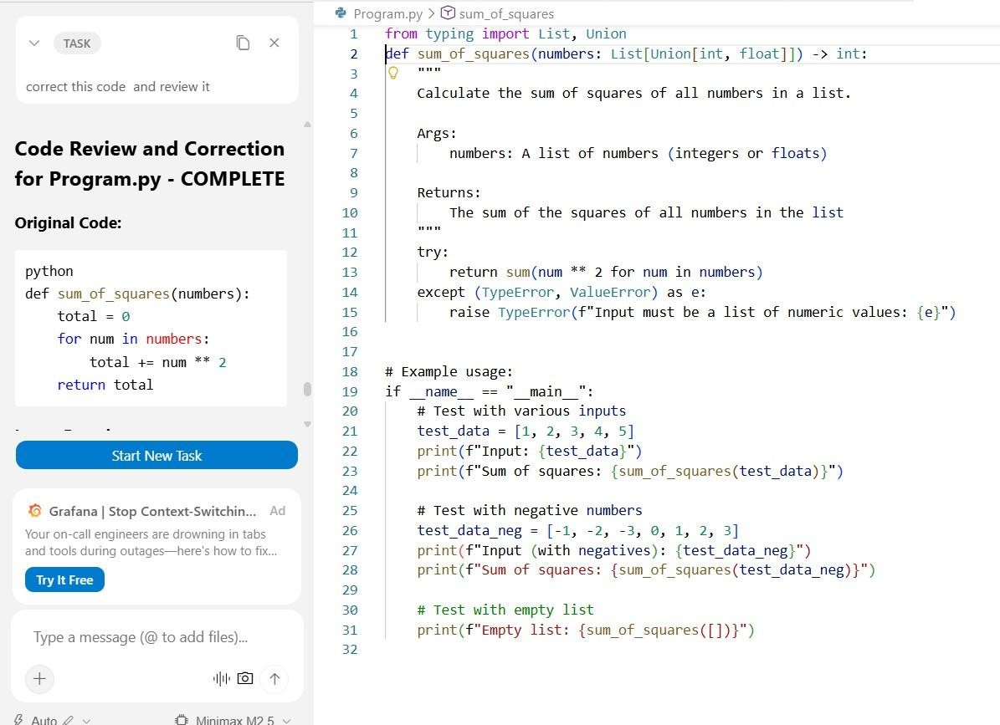 TASK
correct this code  and review it
Code Review and Correction
for Program.py - COMPLETE
Original Code:
python
def sum_of_squares(numbers):
    total = 0
    for num in numbers:
        total += num ** 2
    return total
Start New Task
Grafana | Stop Context-Switchin... Ad
Your on-call engineers are drowning in tabs
and tools during outages—here's how to fix...
Try It Free
Type a message (@ to add files)...
Auto
Minimax M2.5
Program.py > sum_of_squares
1 from typing import List, Union
2 def sum_of_squares(numbers: List[Union[int, float]]) -> int:
3     """
4     Calculate the sum of squares of all numbers in a list.
5
6     Args:
7         numbers: A list of numbers (integers or floats)
8
9     Returns:
10         The sum of the squares of all numbers in the list
11     """
12     try:
13         return sum(num ** 2 for num in numbers)
14     except (TypeError, ValueError) as e:
15         raise TypeError(f"Input must be a list of numeric values: {e}")
16
17
18 # Example usage:
19 if __name__ == "__main__":
20     # Test with various inputs
21     test_data = [1, 2, 3, 4, 5]
22     print(f"Input: {test_data}")
23     print(f"Sum of squares: {sum_of_squares(test_data)}")
24
25     # Test with negative numbers
26     test_data_neg = [-1, -2, -3, 0, 1, 2, 3]
27     print(f"Input (with negatives): {test_data_neg}")
28     print(f"Sum of squares: {sum_of_squares(test_data_neg)}")
29
30     # Test with empty list
31     print(f"Empty list: {sum_of_squares([])}")
32